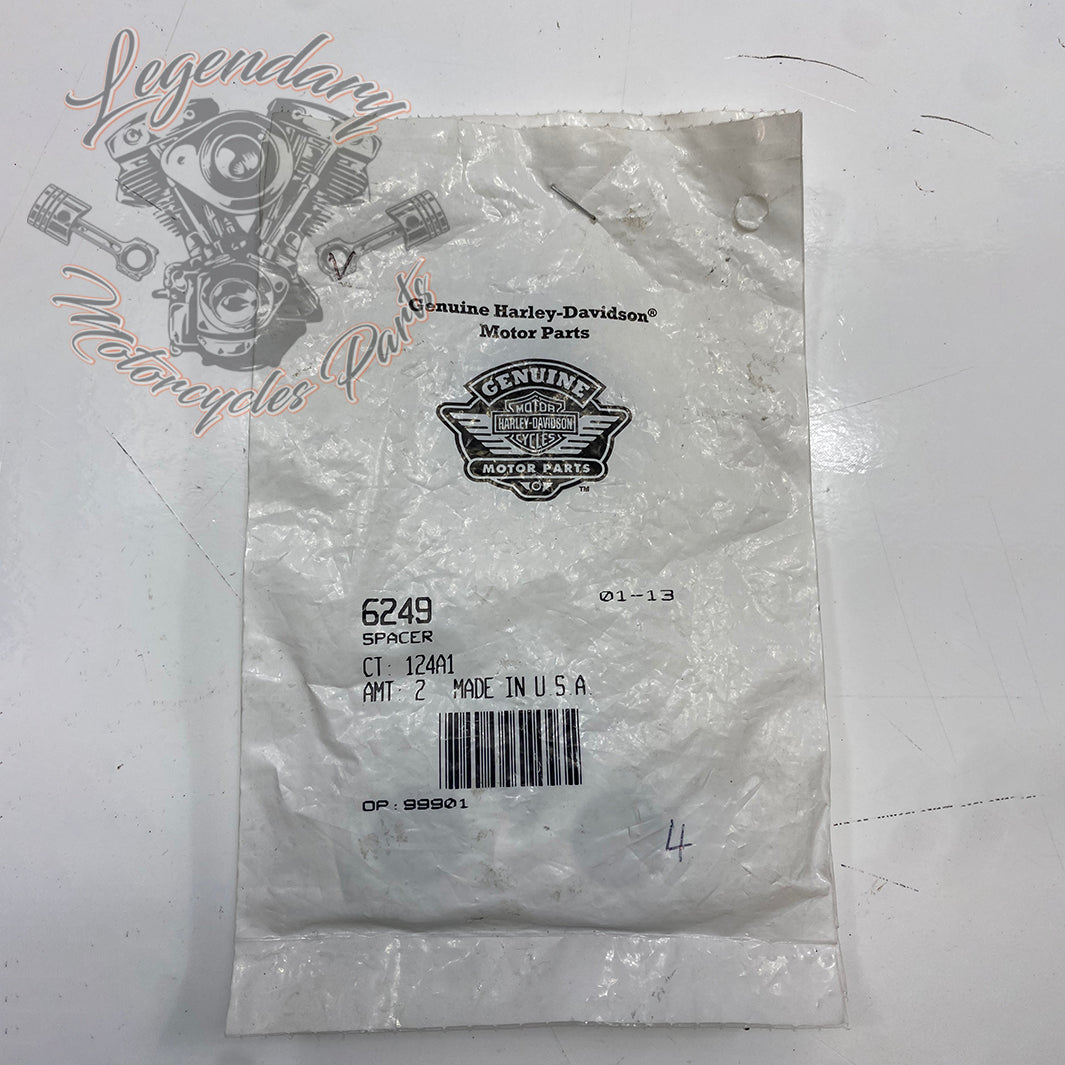 Legendary
Motorcycles Parts
V
Genuine Harley-Davidson®
Motor Parts
GENUINE
MOTOR
HARLEY-DAVIDSON
CYCLES
MOTOR PARTS
™
6249
01-13
SPACER
CT: 124A1
AMT: 2 MADE IN U.S.A.
OP: 99901
4